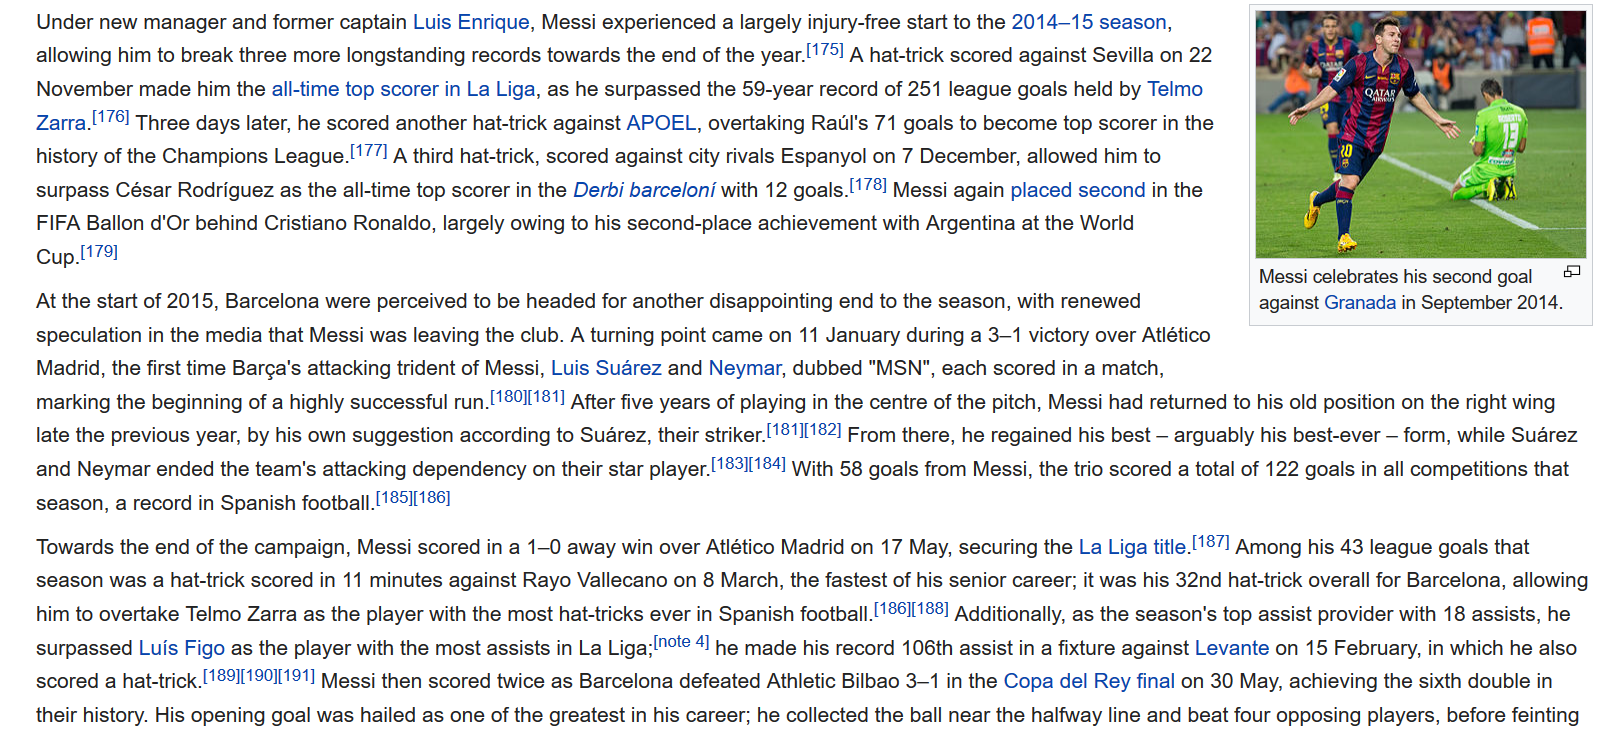 Under new manager and former captain Luis Enrique, Messi experienced a largely injury-free start to the 2014–15 season,
allowing him to break three more longstanding records towards the end of the year.[175] A hat-trick scored against Sevilla on 22
November made him the all-time top scorer in La Liga, as he surpassed the 59-year record of 251 league goals held by Telmo
Zarra.[176] Three days later, he scored another hat-trick against APOEL, overtaking Raúl's 71 goals to become top scorer in the
history of the Champions League.[177] A third hat-trick, scored against city rivals Espanyol on 7 December, allowed him to
surpass César Rodríguez as the all-time top scorer in the Derbi barceloní with 12 goals.[178] Messi again placed second in the
FIFA Ballon d'Or behind Cristiano Ronaldo, largely owing to his second-place achievement with Argentina at the World
Cup.[179]
QATAR
AIRWAYS
10
ROBERTO
13
Messi celebrates his second goal
against Granada in September 2014.
At the start of 2015, Barcelona were perceived to be headed for another disappointing end to the season, with renewed
speculation in the media that Messi was leaving the club. A turning point came on 11 January during a 3–1 victory over Atlético
Madrid, the first time Barça's attacking trident of Messi, Luis Suárez and Neymar, dubbed "MSN", each scored in a match,
marking the beginning of a highly successful run.[180][181] After five years of playing in the centre of the pitch, Messi had returned to his old position on the right wing
late the previous year, by his own suggestion according to Suárez, their striker.[181][182] From there, he regained his best – arguably his best-ever – form, while Suárez
and Neymar ended the team's attacking dependency on their star player.[183][184] With 58 goals from Messi, the trio scored a total of 122 goals in all competitions that
season, a record in Spanish football.[185][186]
Towards the end of the campaign, Messi scored in a 1–0 away win over Atlético Madrid on 17 May, securing the La Liga title.[187] Among his 43 league goals that
season was a hat-trick scored in 11 minutes against Rayo Vallecano on 8 March, the fastest of his senior career; it was his 32nd hat-trick overall for Barcelona, allowing
him to overtake Telmo Zarra as the player with the most hat-tricks ever in Spanish football.[186][188] Additionally, as the season's top assist provider with 18 assists, he
surpassed Luís Figo as the player with the most assists in La Liga;[note 4] he made his record 106th assist in a fixture against Levante on 15 February, in which he also
scored a hat-trick.[189][190][191] Messi then scored twice as Barcelona defeated Athletic Bilbao 3–1 in the Copa del Rey final on 30 May, achieving the sixth double in
their history. His opening goal was hailed as one of the greatest in his career; he collected the ball near the halfway line and beat four opposing players, before feinting